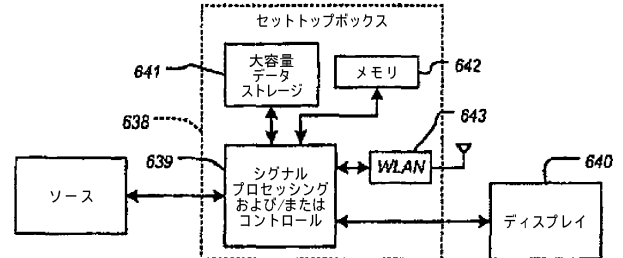 セットトップボックス
641
大容量
データ
ストレージ
メモリ
642
638
643
639
WLAN
640
ソース
シグナル
プロセッシング
および/または
コントロール
ディスプレイ